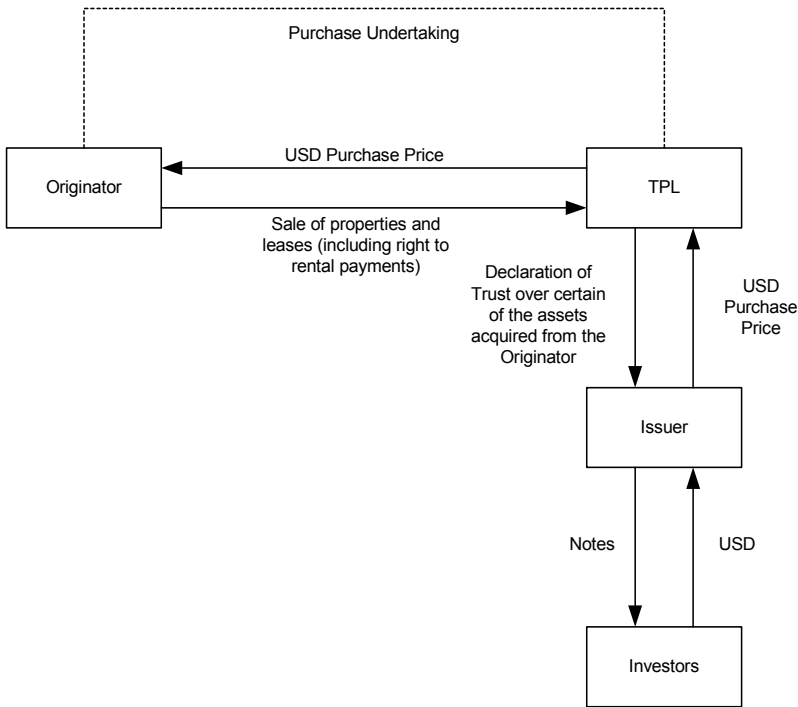 Purchase Undertaking
USD Purchase Price
Originator
TPL
Sale of properties and
leases (including right to
rental payments)
Declaration of
Trust over certain
of the assets
acquired from the
Originator
USD
Purchase
Price
Issuer
Notes
USD
Investors